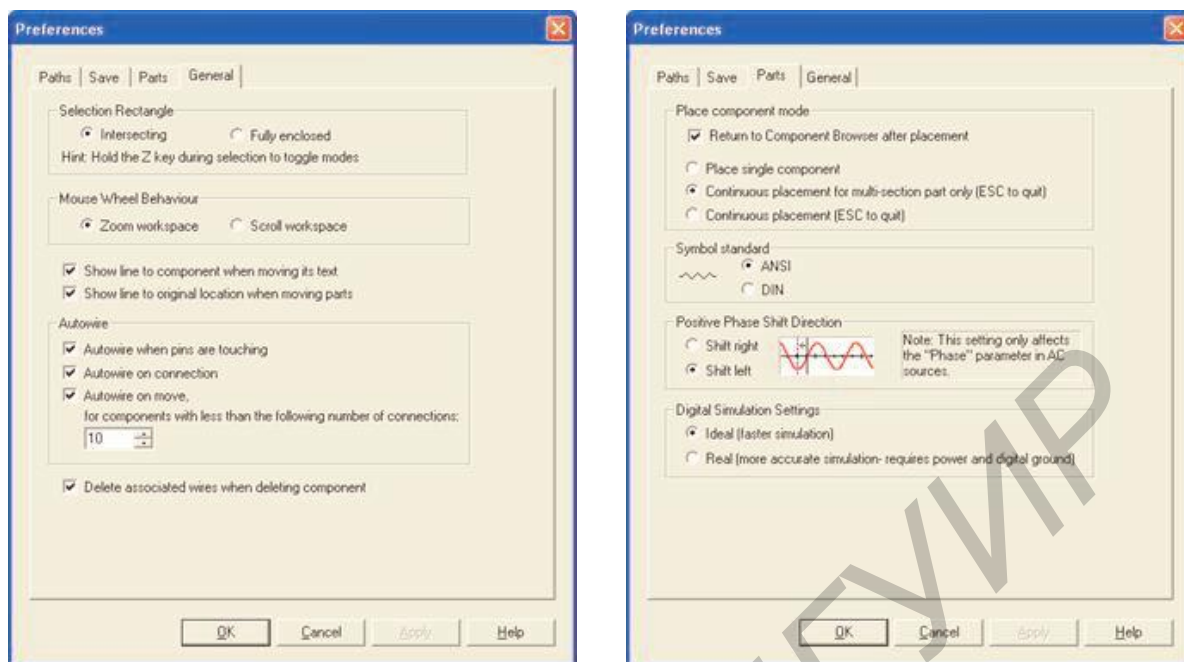 Preferences
Paths Save Parts General
Selection Rectangle
Intersecting Fully enclosed
Hint: Hold the Z key during selection to toggle modes
Mouse Wheel Behaviour
Zoom workspace Scroll workspace
Show line to component when moving its text
Show line to original location when moving parts
Autowire
Autowire when pins are touching
Autowire on connection
Autowire on move,
for components with less than the following number of connections:
10
Delete associated wires when deleting component
OK Cancel Apply Help
Preferences
Paths Save Parts General
Place component mode
Return to Component Browser after placement
Place single component
Continuous placement for multi-section part only (ESC to quit)
Continuous placement (ESC to quit)
Symbol standard
ANSI
DIN
Positive Phase Shift Direction
Shift right
Shift left
Note: This setting only affects
the "Phase" parameter in AC
sources.
Digital Simulation Settings
Ideal (faster simulation)
Real (more accurate simulation- requires power and digital ground)
OK Cancel Apply Help
ГУИР